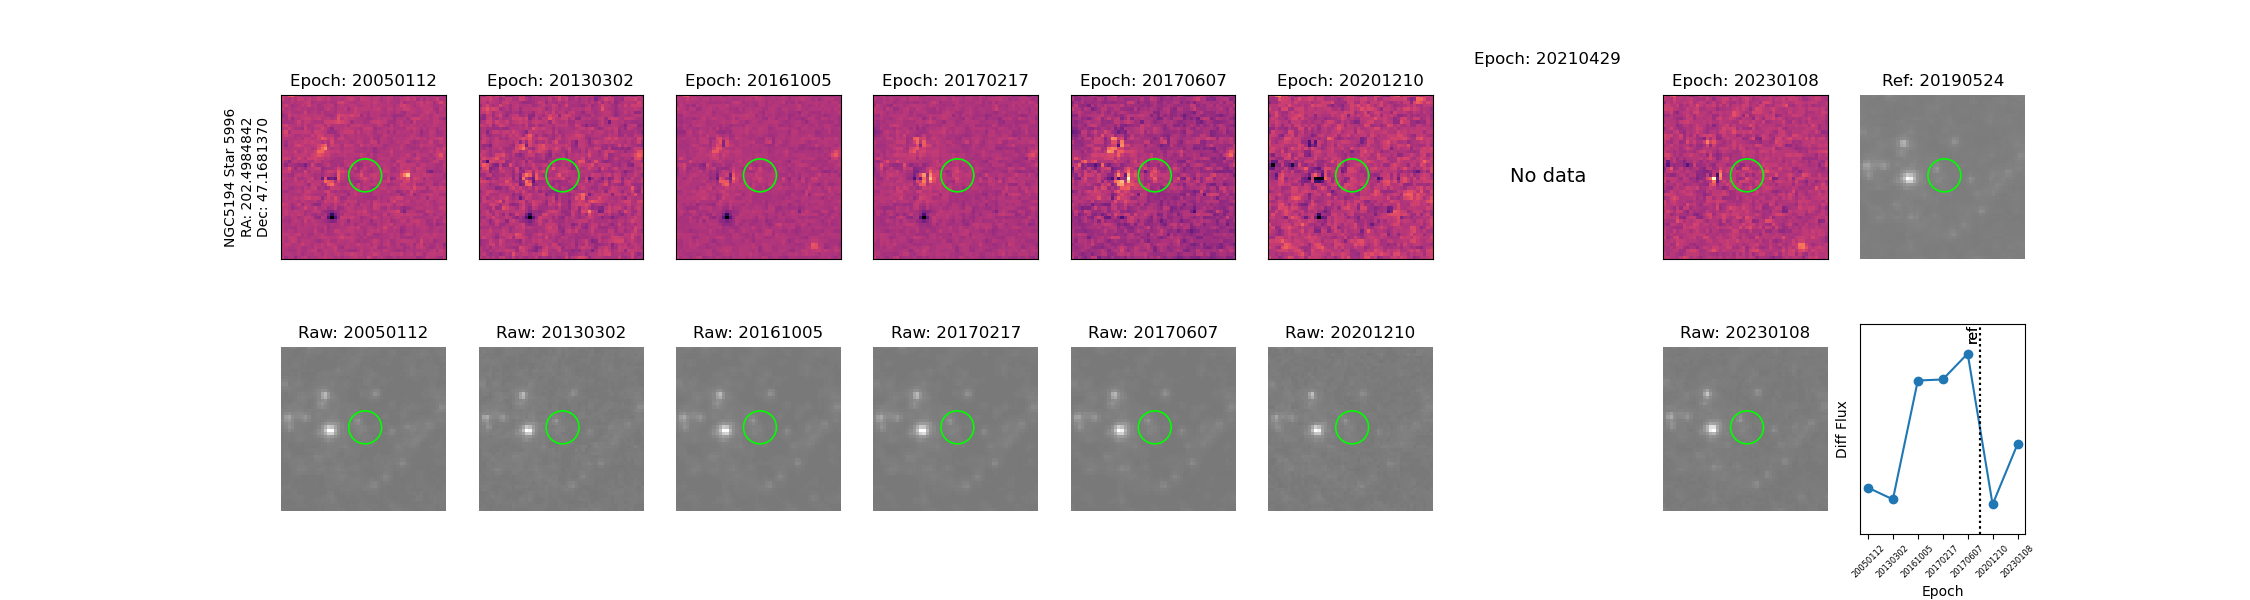 Epoch: 20210429
Epoch: 20050112
Epoch: 20130302
Epoch: 20161005
Epoch: 20170217
Epoch: 20170607
Epoch: 20201210
Epoch: 20230108
Ref: 20190524
NGC5194 Star 5996
RA: 202.4984842
Dec: 47.1681370
No data
Raw: 20050112
Raw: 20130302
Raw: 20161005
Raw: 20170217
Raw: 20170607
Raw: 20201210
Raw: 20230108
ref
Diff Flux
20050112
20130302
20161005
20170217
20170607
20201210
20230108
Epoch